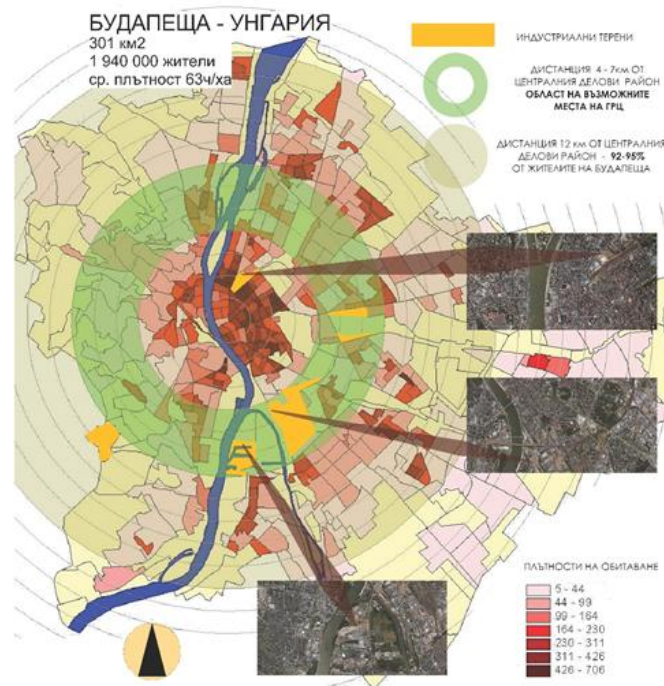 БУДАПЕЩА - УНГАРИЯ
301 км2
1 940 000 жители
ср. плътност 63ч/ха
ИНДУСТРИАЛНИ ТЕРЕНИ
ДИСТАНЦИЯ 4 - 7км ОТ
ЦЕНТРАЛНИЯ ДЕЛОВИ РАЙОН
ОБЛАСТ НА ВЪЗМОЖНИТЕ
МЕСТА НА ГРЦ
ДИСТАНЦИЯ 12 км ОТ ЦЕНТРАЛНИЯ
ДЕЛОВИ РАЙОН - 92-95%
ОТ ЖИТЕЛИТЕ НА БУДАПЕЩА
ПЛЪТНОСТИ НА ОБИТАВАНЕ
5 - 44
44 - 99
99 - 164
164 - 230
230 - 311
311 - 426
426 - 706